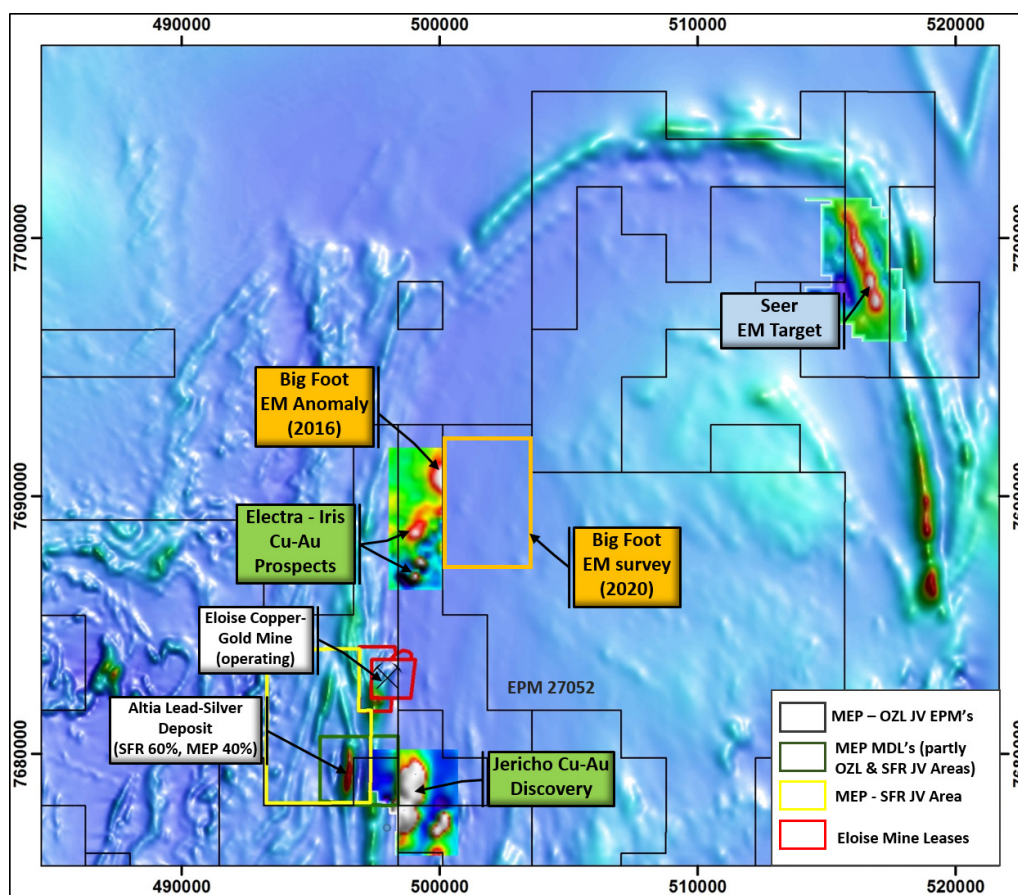 490000
500000
510000
520000
7700000
7700000
Seer
EM Target
Big Foot
EM Anomaly
(2016)
7690000
7690000
Electra - Iris
Cu-Au
Prospects
Big Foot
EM survey
(2020)
Eloise Copper-
Gold Mine
(operating)
EPM 27052
Altia Lead-Silver
Deposit
(SFR 60%, MEP 40%)
7680000
7680000
Jericho Cu-Au
Discovery
MEP – OZL JV EPM's
MEP MDL's (partly
OZL & SFR JV Areas)
MEP - SFR JV Area
Eloise Mine Leases
490000
500000
510000
520000